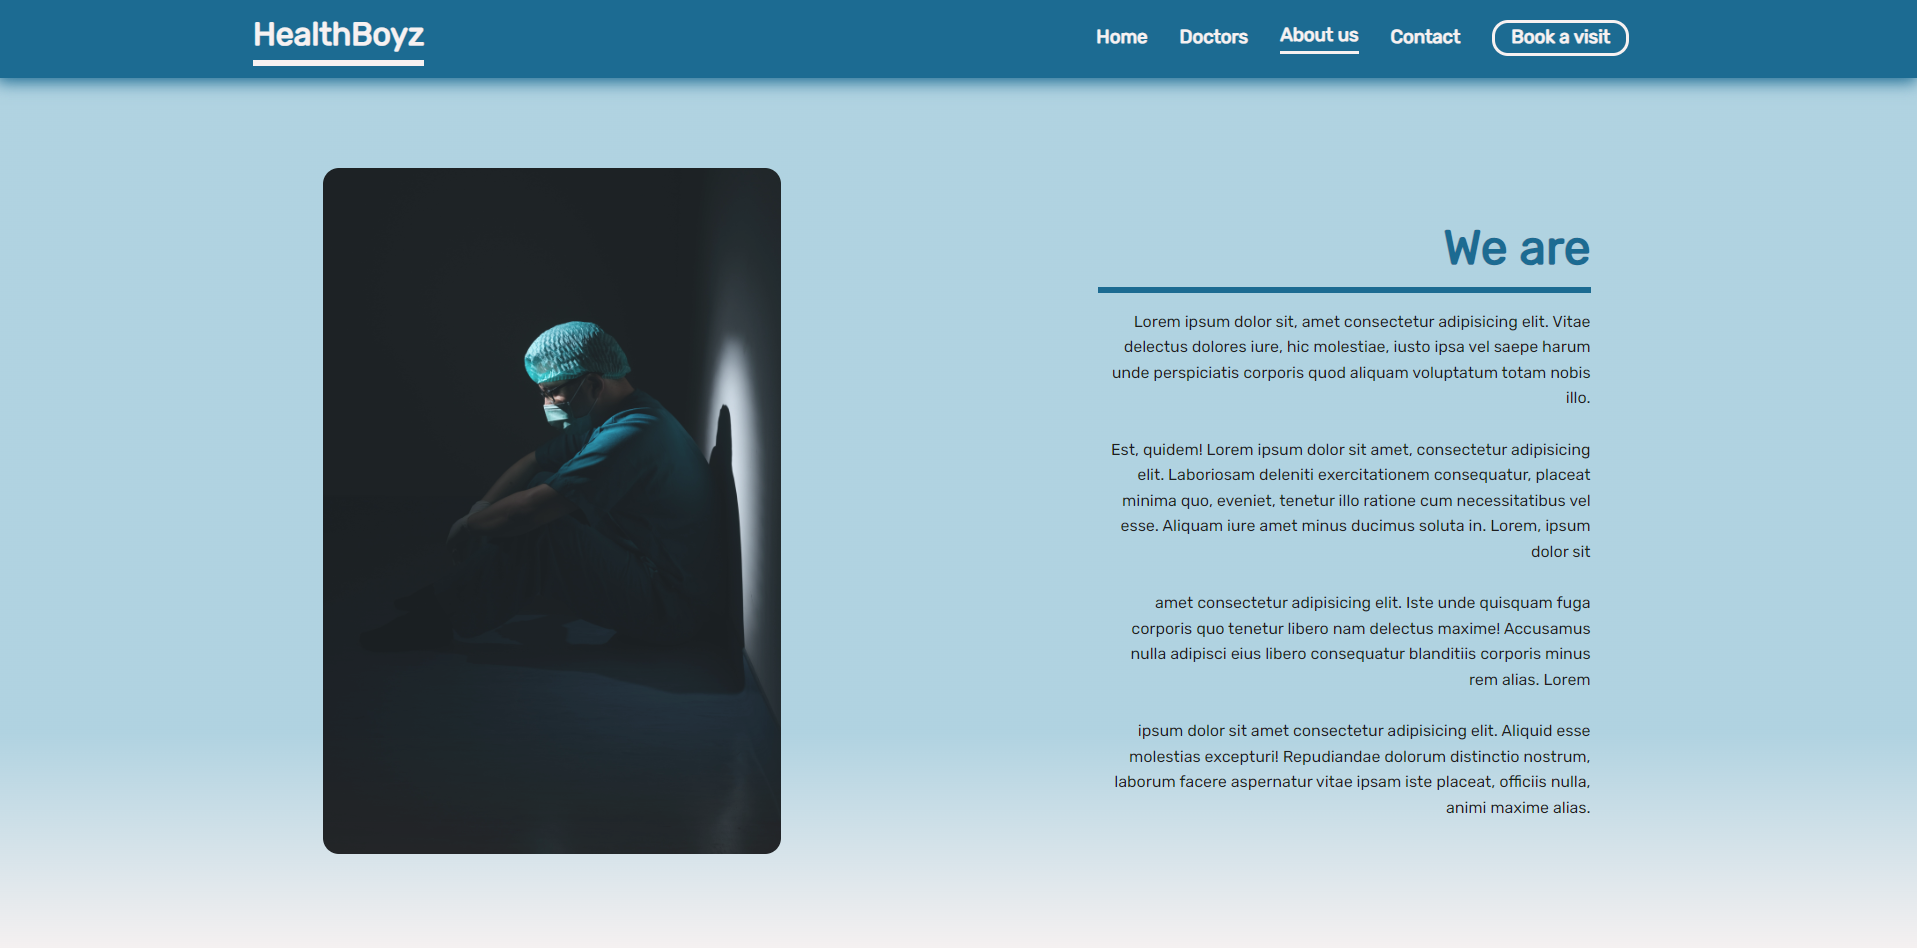 HealthBoyz
Home Doctors About us Contact Book a visit
We are
Lorem ipsum dolor sit, amet consectetur adipisicing elit. Vitae
delectus dolores iure, hic molestiae, iusto ipsa vel saepe harum
unde perspiciatis corporis quod aliquam voluptatum totam nobis
illo.
Est, quidem! Lorem ipsum dolor sit amet, consectetur adipisicing
elit. Laboriosam deleniti exercitationem consequatur, placeat
minima quo, eveniet, tenetur illo ratione cum necessitatibus vel
esse. Aliquam iure amet minus ducimus soluta in. Lorem, ipsum
dolor sit
amet consectetur adipisicing elit. Iste unde quisquam fuga
corporis quo tenetur libero nam delectus maxime! Accusamus
nulla adipisci eius libero consequatur blanditiis corporis minus
rem alias. Lorem
ipsum dolor sit amet consectetur adipisicing elit. Aliquid esse
molestias excepturi! Repudiandae dolorum distinctio nostrum,
laborum facere aspernatur vitae ipsam iste placeat, officiis nulla,
animi maxime alias.